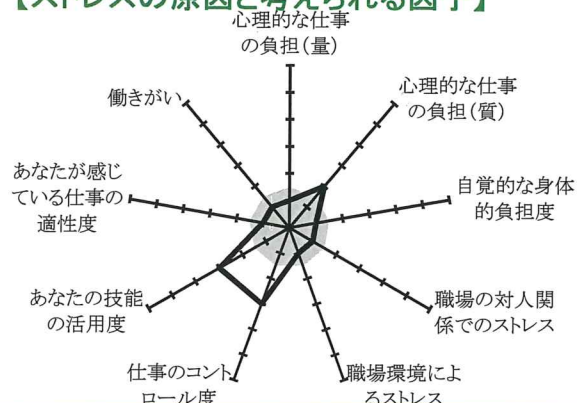 【ストレスの原因と考えられる因子】
心理的な仕事
の負担(量)
心理的な仕事
の負担(質)
自覚的な身体
的負担度
職場の対人関
係でのストレス
職場環境によ
るストレス
仕事のコント
ロール度
あなたの技能
の活用度
あなたが感じ
ている仕事の
適性度
働きがい